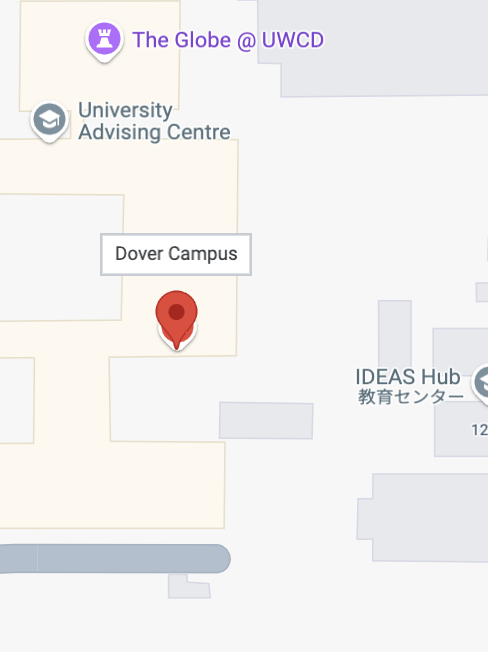 The Globe @ UWCD
University
Advising Centre
Dover Campus
IDEAS Hub
教育センター
12